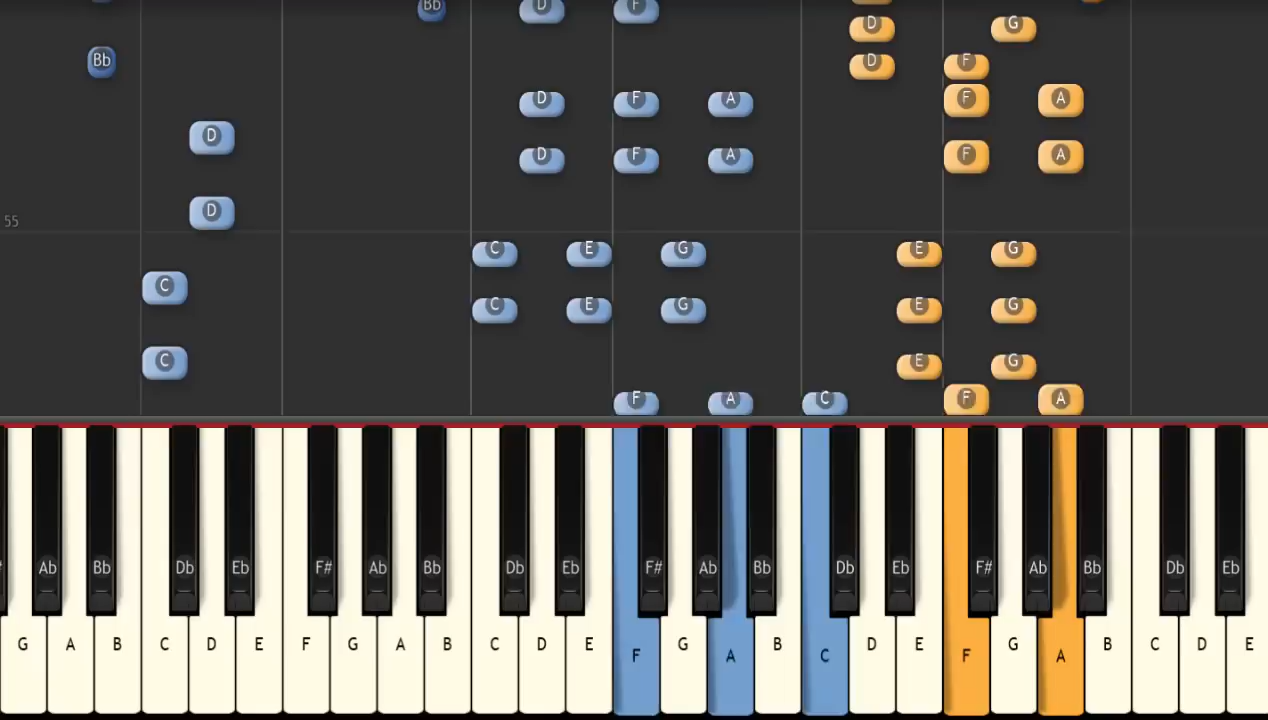 Bb D F
D G
Bb D F
D F A F A
D
D F A F A
D
55
C E G E G
C
C E G E G
C E G
F A C F A
Ab Bb Db Eb F# Ab Bb Db Eb F# Ab Bb Db Eb F# Ab Bb Db Eb
G A B C D E F G A B C D E F G A B C D E F G A B C D E